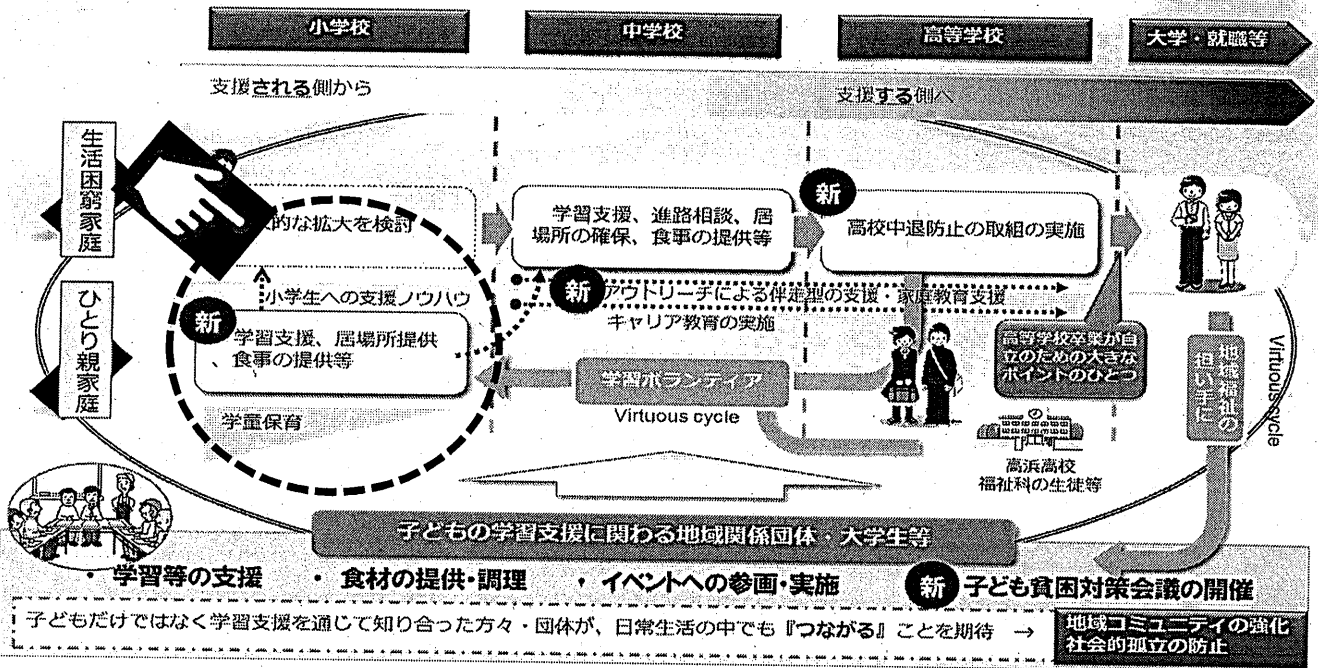 小学校
中学校
高等学校
大学・就職等
支援される側から
支援する側へ
生活困窮家庭
ひとり親家庭
的な拡大を検討
学習支援、進路相談、居
場所の確保、食事の提供等
新
高校中退防止の取組の実施
小学生への支援ノウハウ
新
アウトリーチによる伴走型の支援・家庭教育支援
キャリア教育の実施
新
学習支援、居場所提供
、食事の提供等
高等学校卒業が自
立のための大きな
ポイントのひとつ
学習ボランティア
Virtuous cycle
学童保育
高浜高校
福祉科の生徒等
地域福祉の
担い手に
Virtuous cycle
子どもの学習支援に関わる地域関係団体・大学生等
・ 学習等の支援 ・ 食材の提供・調理 ・ イベントへの参画・実施
新 子ども貧困対策会議の開催
子どもだけではなく学習支援を通じて知り合った方々・団体が、日常生活の中でも『つながる』ことを期待 →
地域コミュニティの強化
社会的孤立の防止